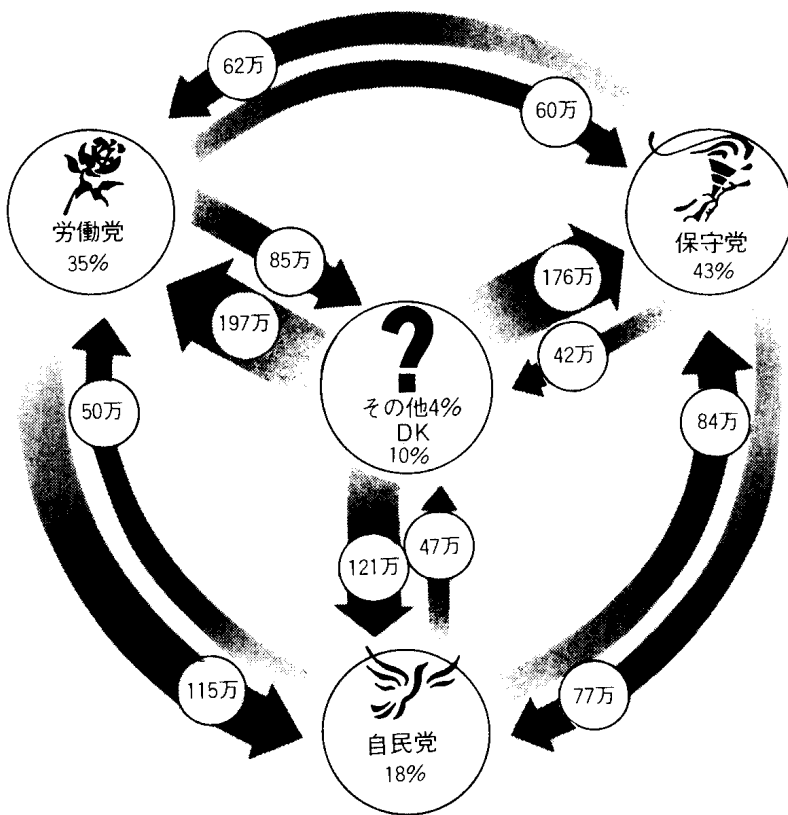 62万
60万
労働党
35%
保守党
43%
85万
176万
197万
42万
?
その他4%
DK
10%
50万
84万
121万
47万
115万
77万
自民党
18%